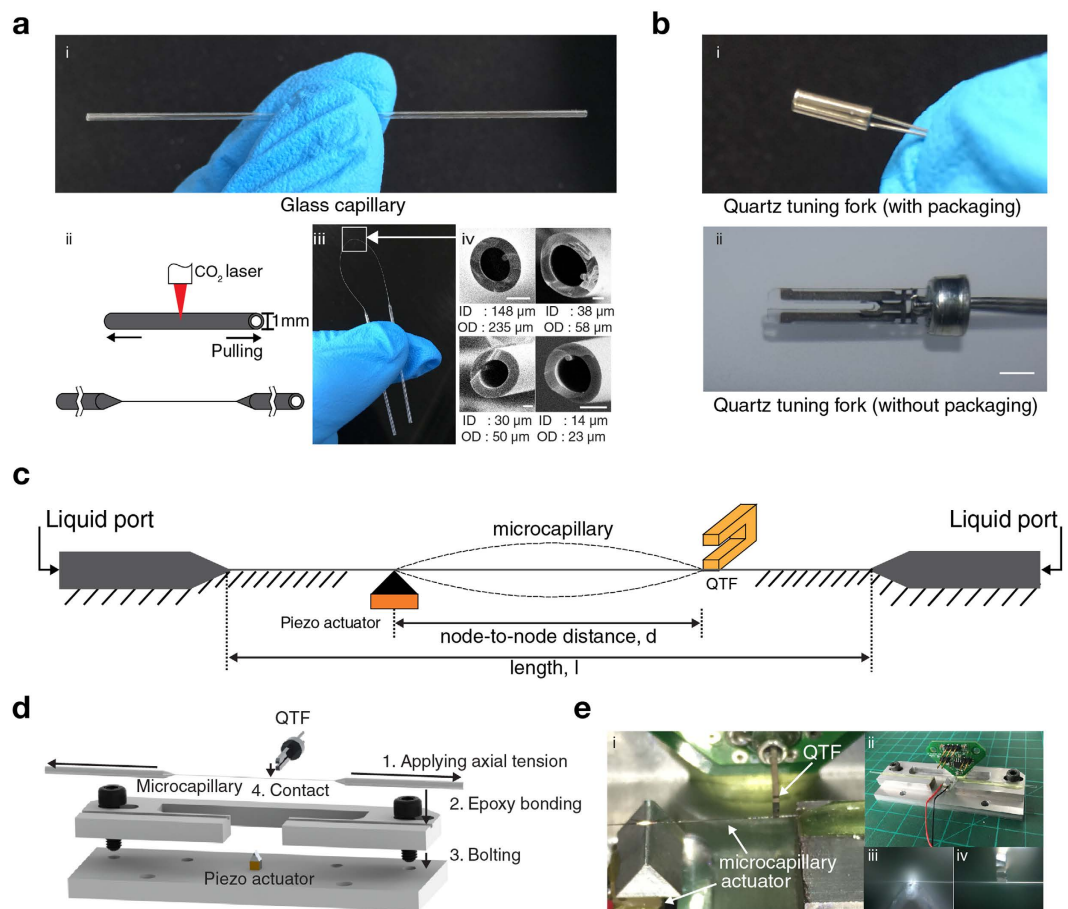 a
i
Glass capillary
ii
CO₂ laser
1mm
Pulling
iii
iv
ID : 148 µm
OD : 235 µm
ID : 38 µm
OD : 58 µm
ID : 30 µm
OD : 50 µm
ID : 14 µm
OD : 23 µm
b
i
Quartz tuning fork (with packaging)
ii
Quartz tuning fork (without packaging)
c
Liquid port
microcapillary
Liquid port
QTF
Piezo actuator
node-to-node distance, d
length, l
d
QTF
1. Applying axial tension
Microcapillary
4. Contact
2. Epoxy bonding
3. Bolting
Piezo actuator
e
i
QTF
microcapillary
actuator
ii
iii
iv